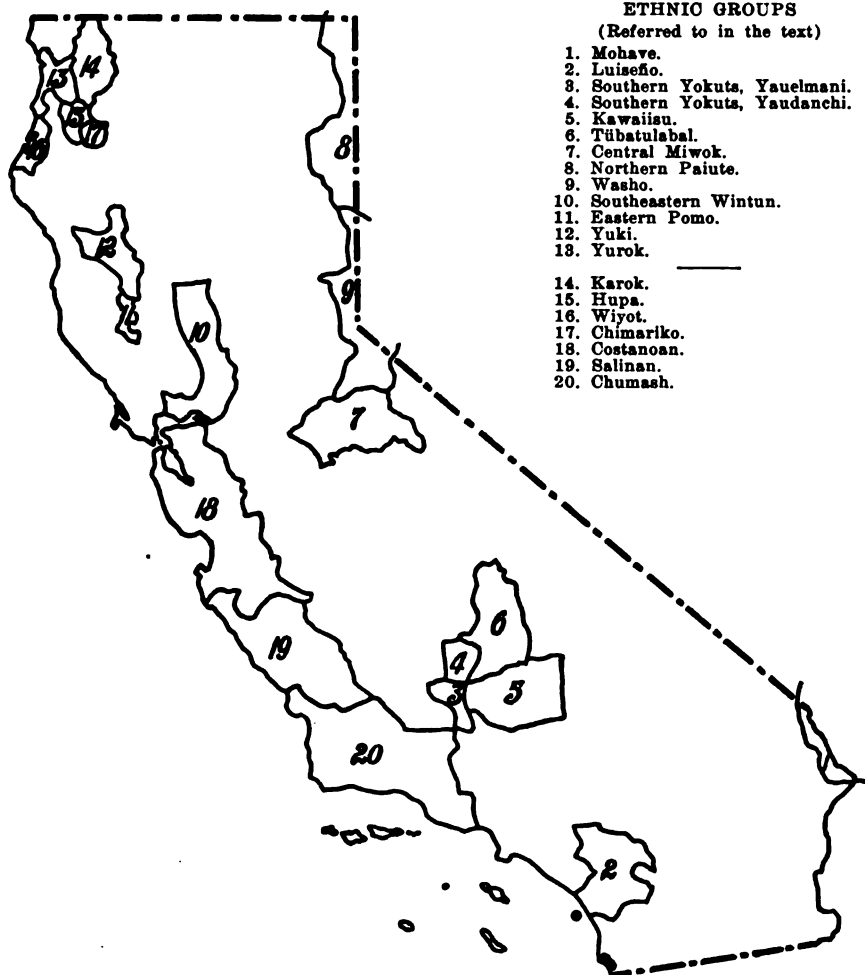 ETHNIC GROUPS
(Referred to in the text)
1. Mohave.
2. Luiseño.
3. Southern Yokuts, Yauelmani.
4. Southern Yokuts, Yaudanchi.
5. Kawaiisu.
6. Tübatulabal.
7. Central Miwok.
8. Northern Paiute.
9. Washo.
10. Southeastern Wintun.
11. Eastern Pomo.
12. Yuki.
13. Yurok.
14. Karok.
15. Hupa.
16. Wiyot.
17. Chimariko.
18. Costanoan.
19. Salinan.
20. Chumash.
14
13
17
8
12
9
10
7
18
6
19
4
3
5
20
2